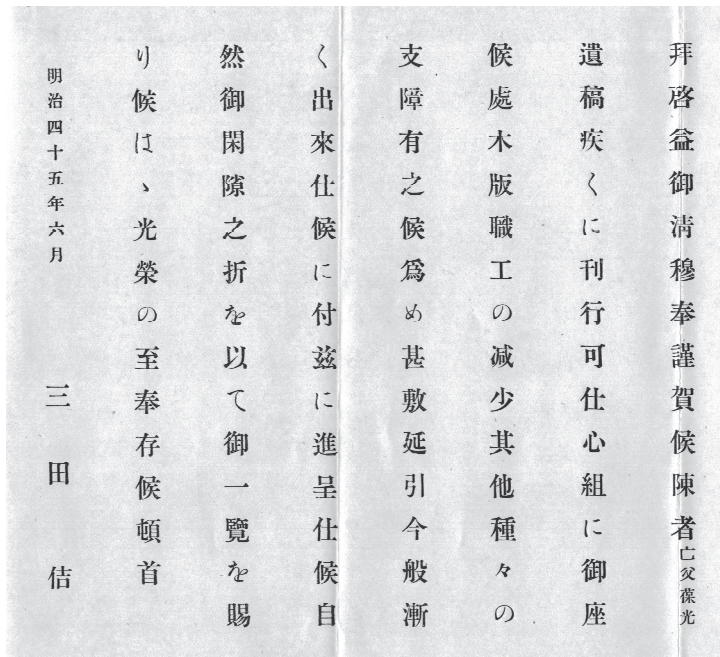 拜啓益御淸穆奉謹賀候陳者亡父葆光
遺稿疾くに刊行可仕心組に御座
候處木版職工の减少其他種々の
支障有之候爲め甚敷延引今般漸
く出來仕候に付玆に進呈仕候自
然御閑隙之折を以て御一覽を賜
り候はゝ光榮の至奉存候頓首
明治四十五年六月　三田佶